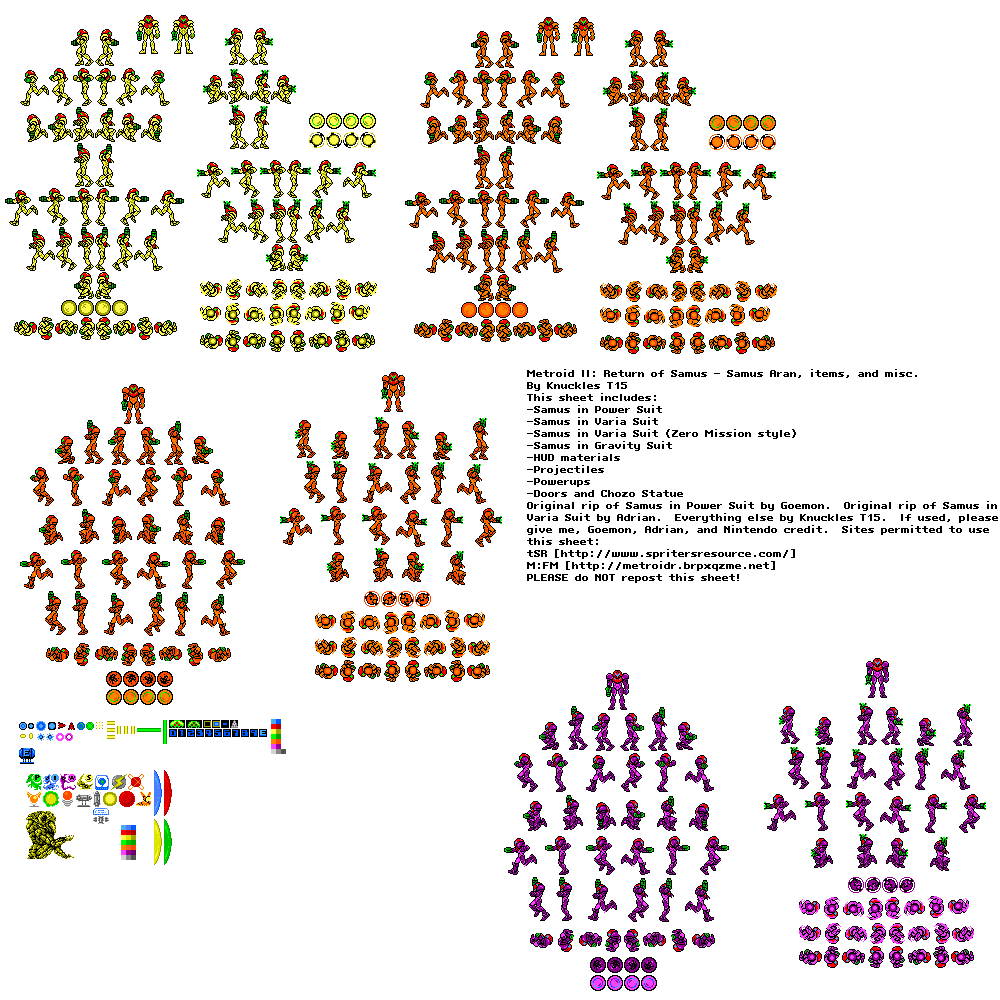 Metroid II: Return of Samus - Samus Aran, items, and misc.
By Knuckles T15
This sheet includes:
-Samus in Power Suit
-Samus in Varia Suit
-Samus in Varia Suit (Zero Mission style)
-Samus in Gravity Suit
-HUD materials
-Projectiles
-Powerups
-Doors and Chozo Statue
Original rip of Samus in Power Suit by Goemon.  Original rip of Samus in
Varia Suit by Adrian.  Everything else by Knuckles T15.  If used, please
give me, Goemon, Adrian, and Nintendo credit.  Sites permitted to use
this sheet:
tSR [http://www.spritersresource.com/]
M:FM [http://metroidr.brpxqzme.net]
PLEASE do NOT repost this sheet!